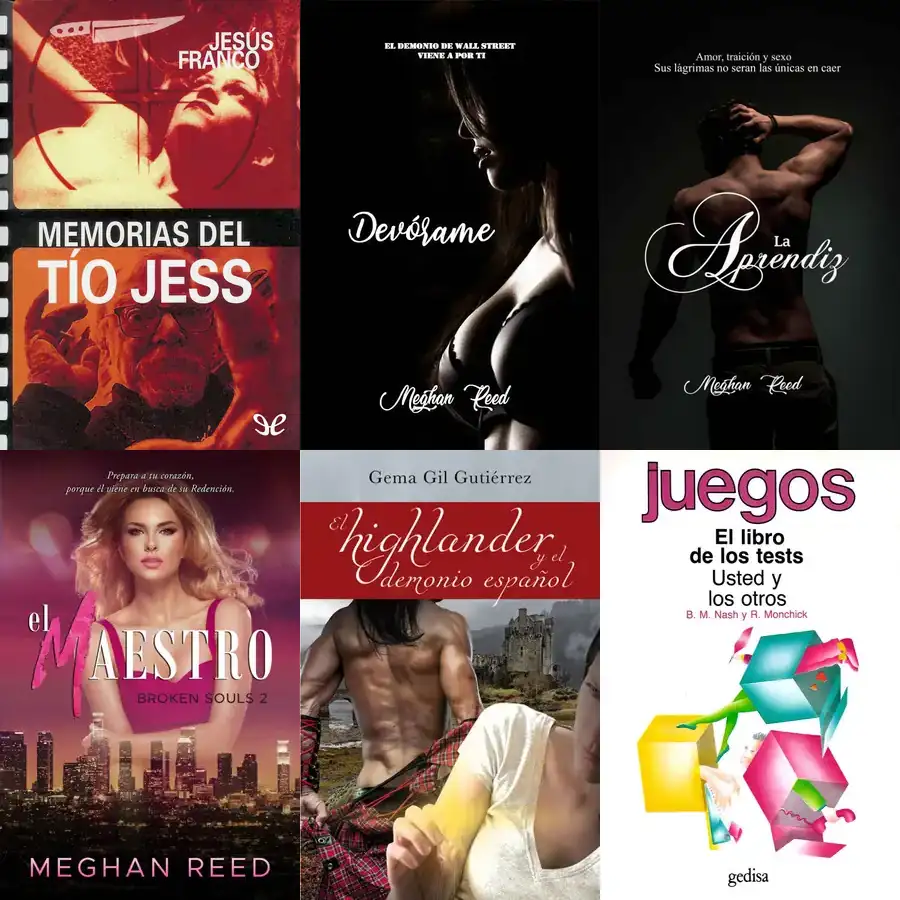 JESÚS
FRANCO
MEMORIAS DEL
TÍO JESS
EL DEMONIO DE WALL STREET
VIENE A POR TI
Devórame
Meghan Reed
Amor, traición y sexo
Sus lágrimas no seran las únicas en caer
La
Aprendiz
Meghan Reed
Prepara a tu corazón,
porque él viene en busca de su Redención.
el
MAESTRO
BROKEN SOULS 2
MEGHAN REED
Gema Gil Gutiérrez
El highlander y el
demonio español
juegos
El libro
de los tests
Usted y
los otros
B. M. Nash y R. Monchick
gedisa